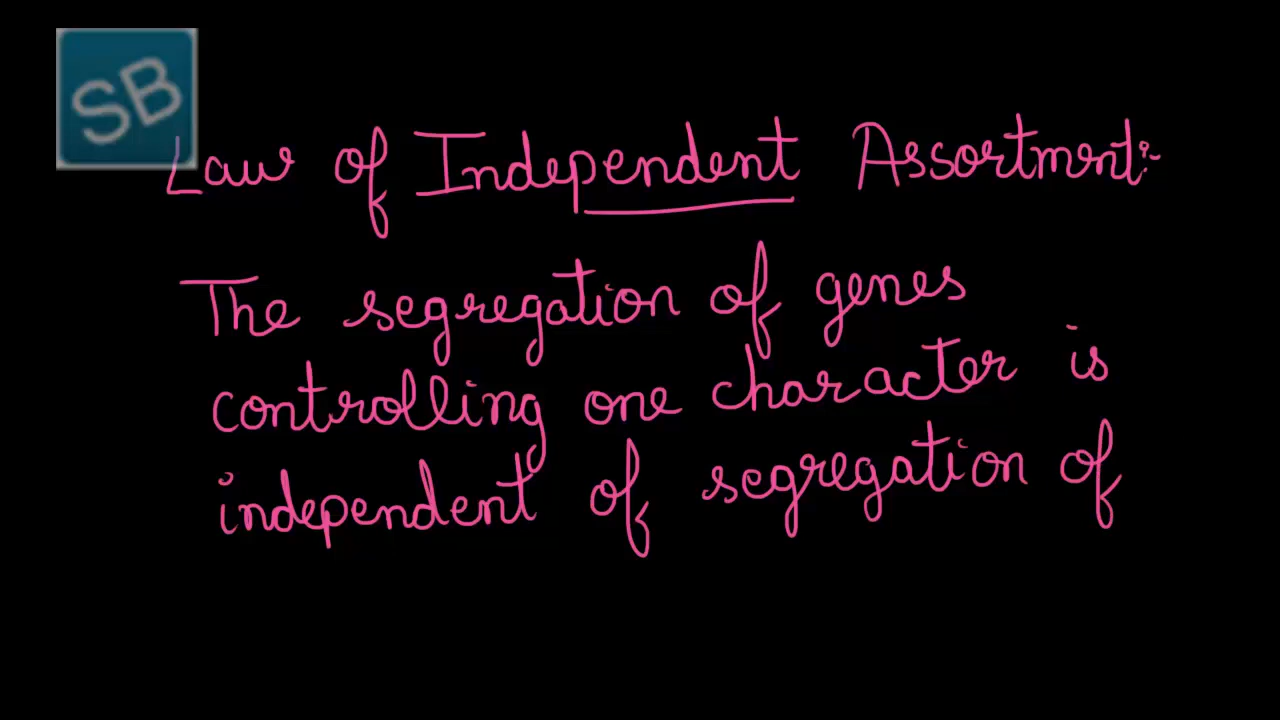 SB
Law of Independent Assortment:-
The segregation of genes
controlling one character is
independent of segregation of